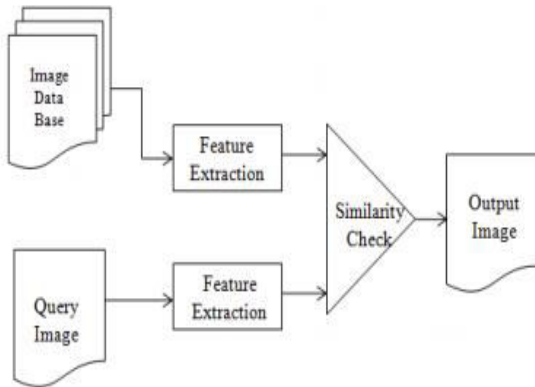 Image
Data
Base
Feature
Extraction
Similarity
Check
Output
Image
Query
Image
Feature
Extraction